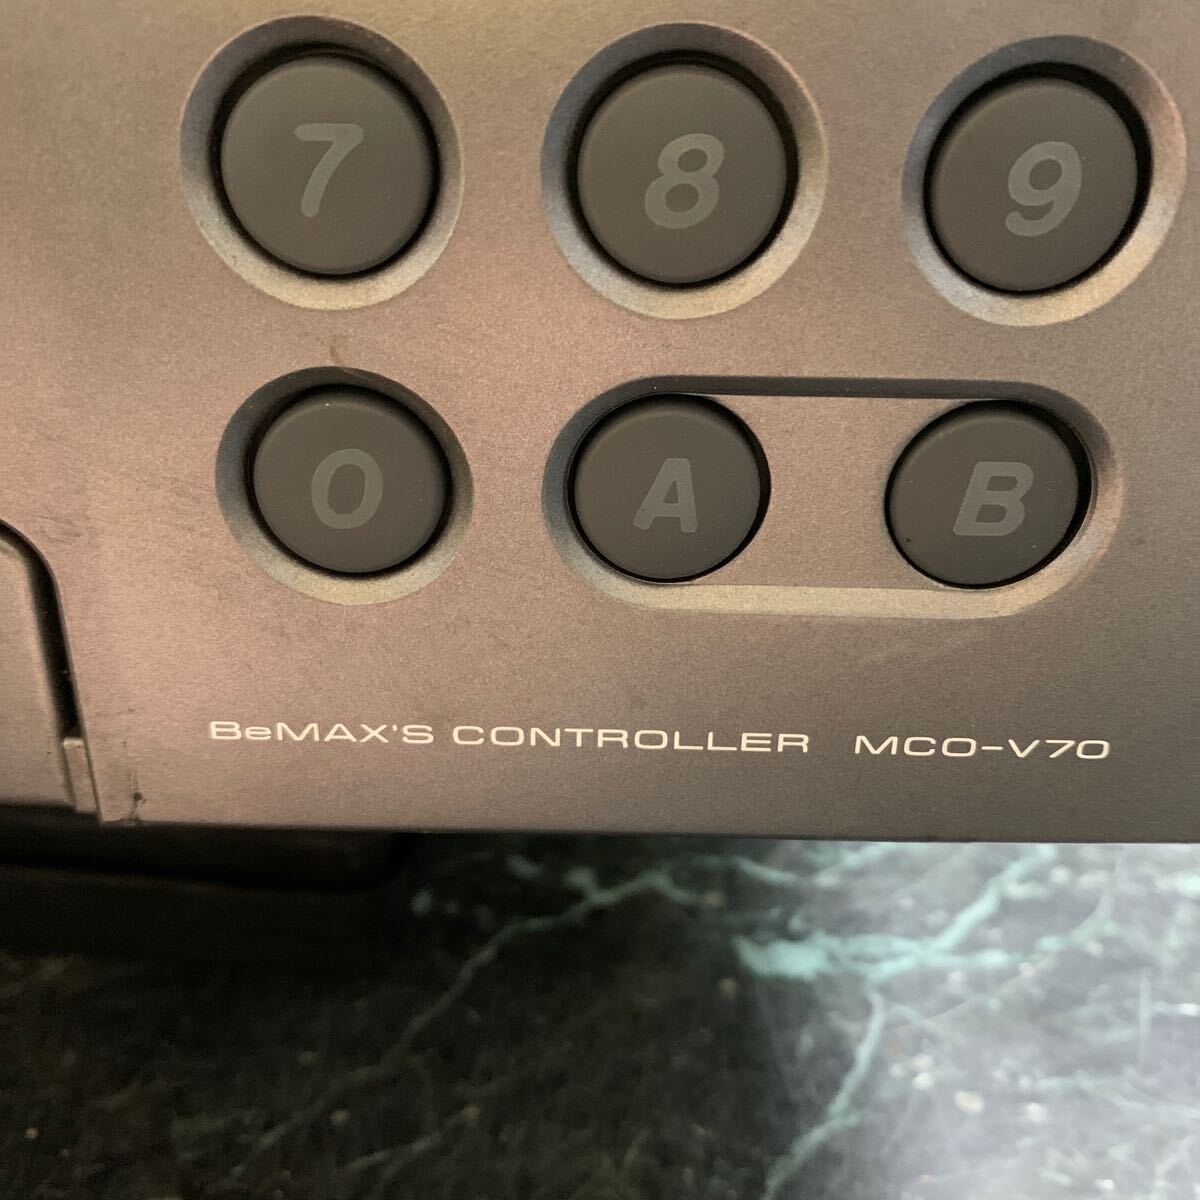 7 8 9
0 A B
BeMAX'S CONTROLLER MCO-V70